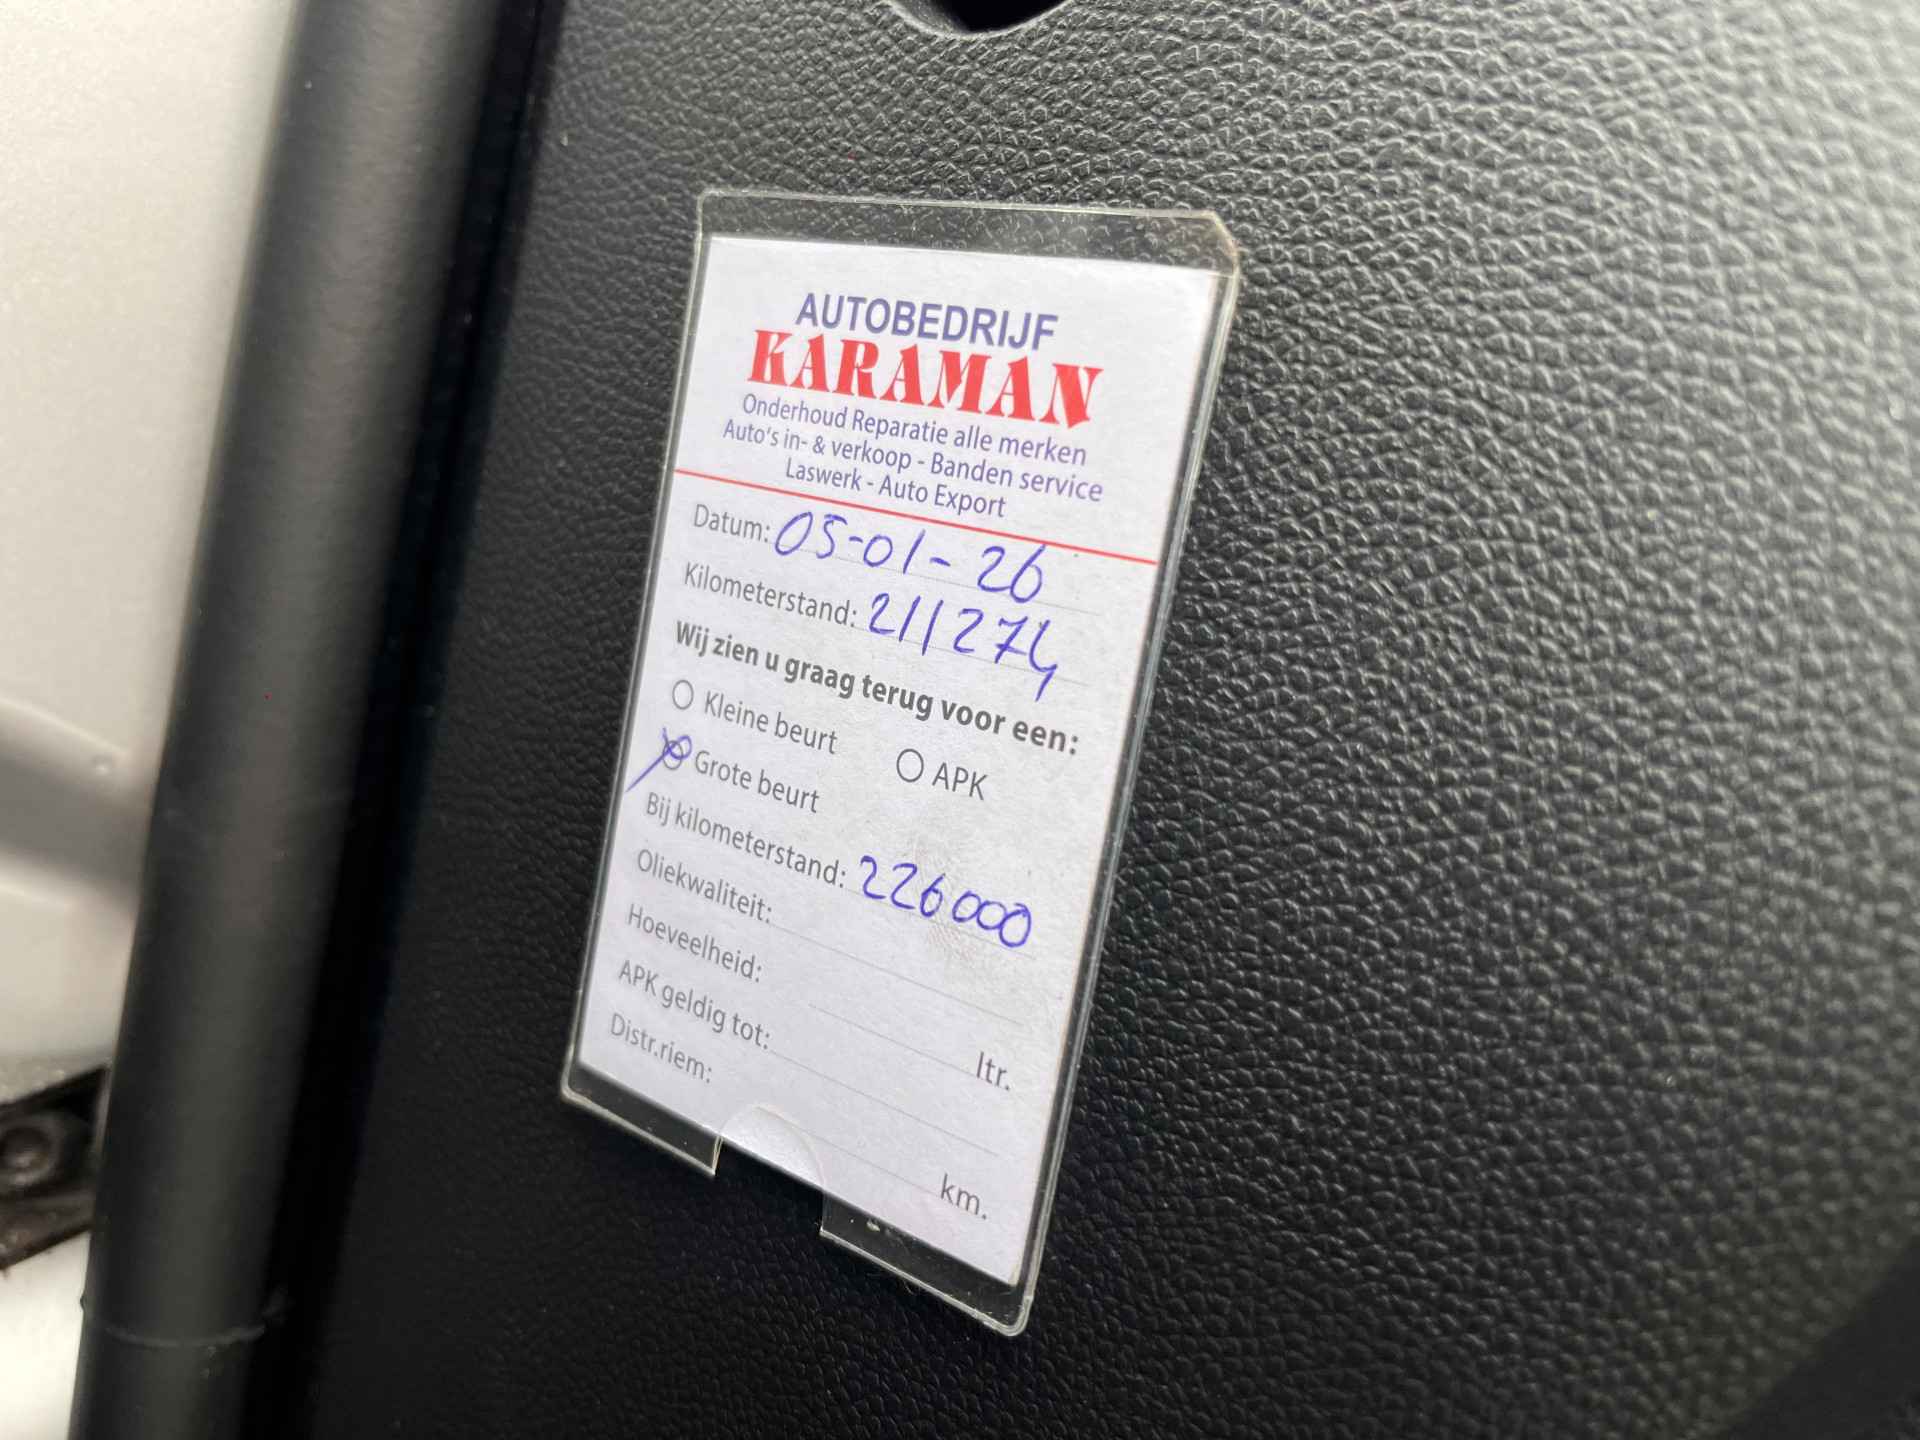 AUTOBEDRIJF
KARAMAN
Onderhoud Reparatie alle merken
Auto's in- & verkoop - Banden service
Laswerk - Auto Export
Datum: 05-01-26
Kilometerstand: 211274
Wij zien u graag terug voor een:
Kleine beurt
APK
Grote beurt
Bij kilometerstand: 226000
Oliekwaliteit:
Hoeveelheid: ltr.
APK geldig tot:
Distr.riem: km.